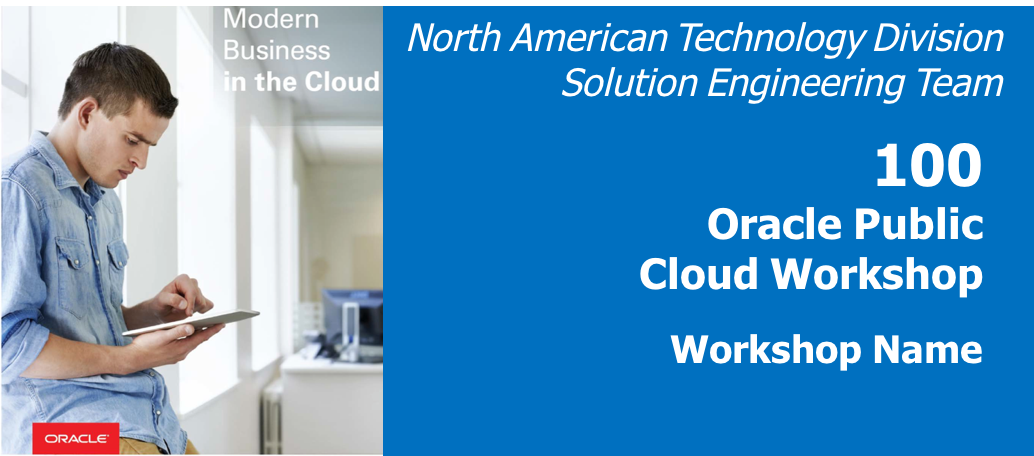 Modern
Business
in the Cloud
ORACLE
North American Technology Division
Solution Engineering Team
100
Oracle Public
Cloud Workshop
Workshop Name